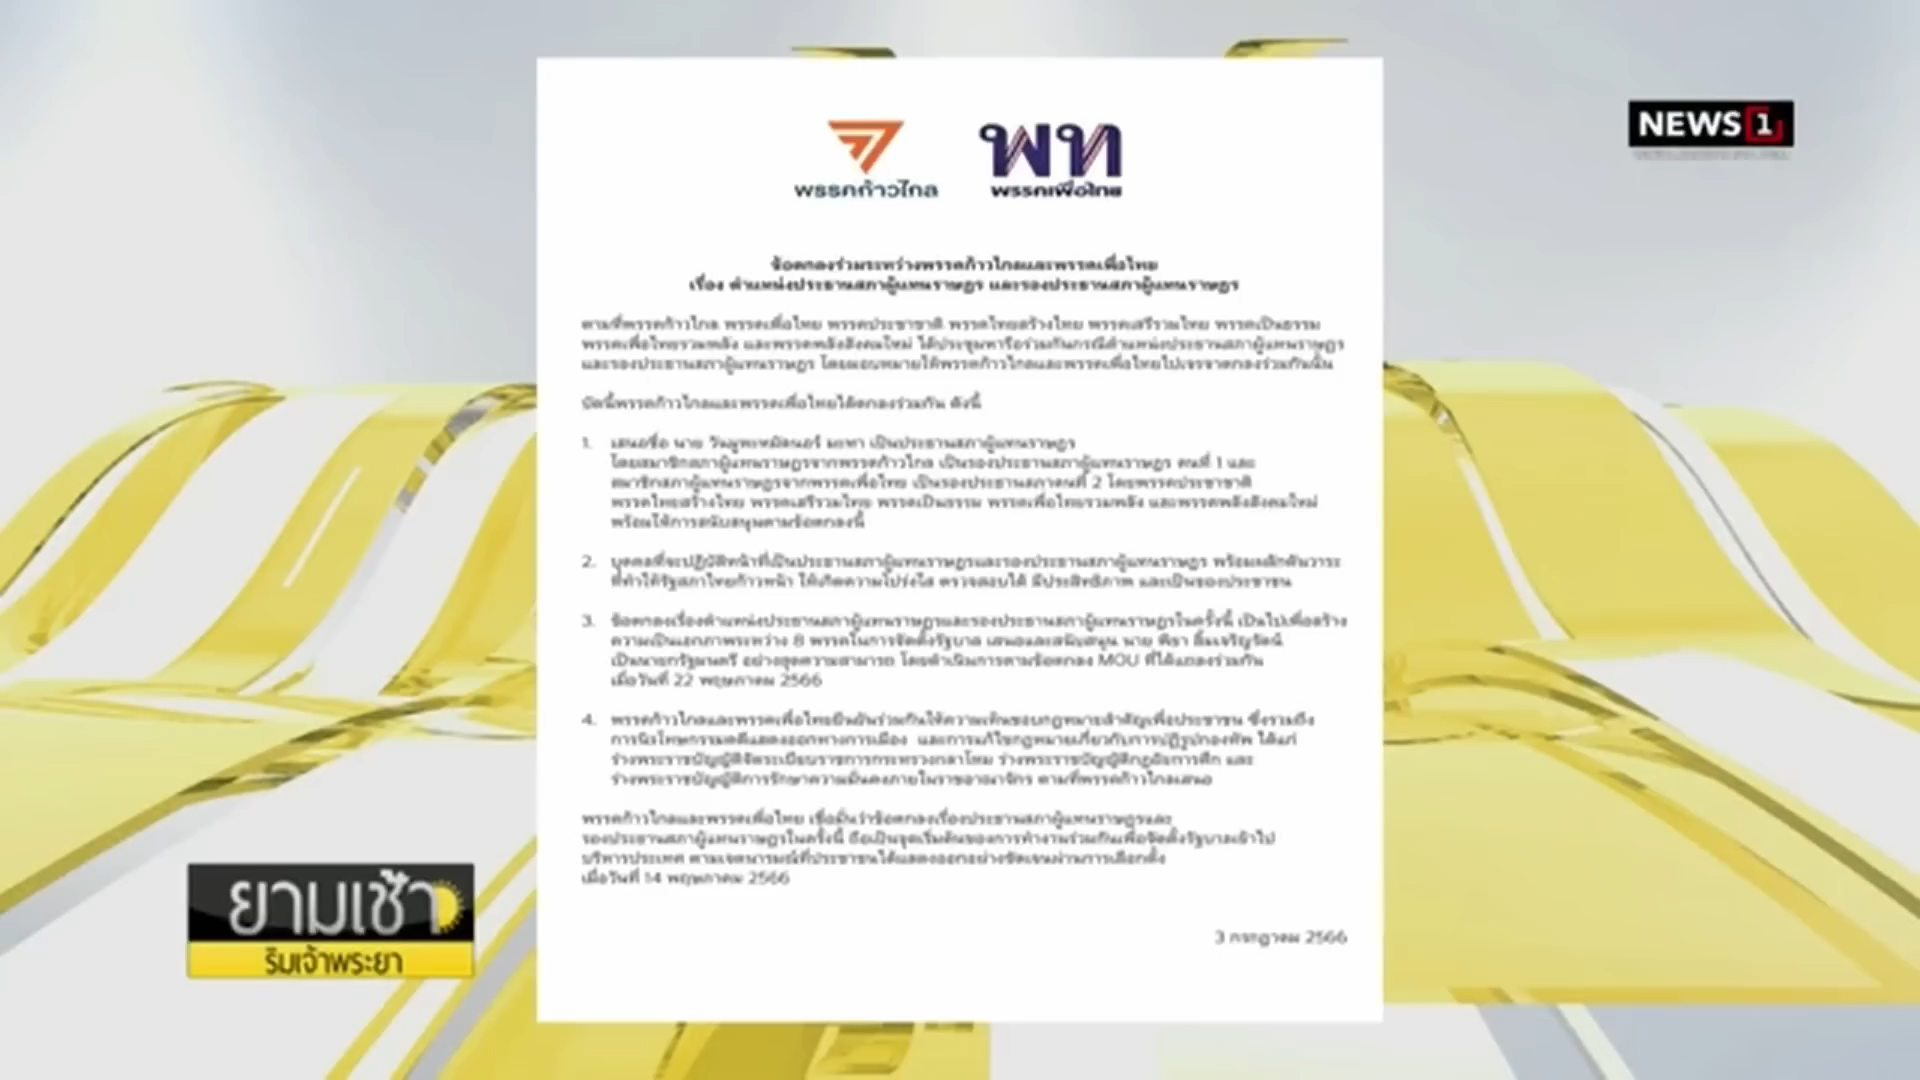 NEWS 1
พรรคก้าวไกล
พท
พรรคเพื่อไทย
ข้อตกลงร่วมระหว่างพรรคก้าวไกลและพรรคเพื่อไทย
เรื่อง ตำแหน่งประธานสภาผู้แทนราษฎร และรองประธานสภาผู้แทนราษฎร
ตามที่พรรคก้าวไกล พรรคเพื่อไทย พรรคประชาชาติ พรรคไทยสร้างไทย พรรคเสรีรวมไทย พรรคเป็นธรรม
พรรคเพื่อไทรวมพลัง และพรรคพลังสังคมใหม่ ได้ประชุมหารือร่วมกันกรณีตำแหน่งประธานสภาผู้แทนราษฎร
และรองประธานสภาผู้แทนราษฎร โดยมอบหมายให้พรรคก้าวไกลและพรรคเพื่อไทยไปเจรจาตกลงร่วมกันนั้น
บัดนี้พรรคก้าวไกลและพรรคเพื่อไทยได้ตกลงร่วมกัน ดังนี้
1. เสนอชื่อ นาย วันมูหะหมัดนอร์ มะทา เป็นประธานสภาผู้แทนราษฎร
โดยสมาชิกสภาผู้แทนราษฎรจากพรรคก้าวไกล เป็นรองประธานสภาผู้แทนราษฎร คนที่ 1 และ
สมาชิกสภาผู้แทนราษฎรจากพรรคเพื่อไทย เป็นรองประธานสภาคนที่ 2 โดยพรรคประชาชาติ
พรรคไทยสร้างไทย พรรคเสรีรวมไทย พรรคเป็นธรรม พรรคเพื่อไทรวมพลัง และพรรคพลังสังคมใหม่
พร้อมให้การสนับสนุนตามข้อตกลงนี้
2. บุคคลที่จะปฏิบัติหน้าที่เป็นประธานสภาผู้แทนราษฎรและรองประธานสภาผู้แทนราษฎร พร้อมผลักดันวาระ
ที่ทำให้รัฐสภาไทยก้าวหน้า ให้เกิดความโปร่งใส ตรวจสอบได้ มีประสิทธิภาพ และเป็นของประชาชน
3. ข้อตกลงเรื่องตำแหน่งประธานสภาผู้แทนราษฎรและรองประธานสภาผู้แทนราษฎรในครั้งนี้ เป็นไปเพื่อสร้าง
ความเป็นเอกภาพระหว่าง 8 พรรคในการจัดตั้งรัฐบาล เสนอและสนับสนุน นาย พิธา ลิ้มเจริญรัตน์
เป็นนายกรัฐมนตรี อย่างสุดความสามารถ โดยดำเนินการตามข้อตกลง MOU ที่ได้แถลงร่วมกัน
เมื่อวันที่ 22 พฤษภาคม 2566
4. พรรคก้าวไกลและพรรคเพื่อไทยยืนยันร่วมกันให้ความเห็นชอบกฎหมายสำคัญเพื่อประชาชน ซึ่งรวมถึง
การนิรโทษกรรมคดีแสดงออกทางการเมือง และการแก้ไขกฎหมายเกี่ยวกับการปฏิรูปกองทัพ ได้แก่
ร่างพระราชบัญญัติจัดระเบียบราชการกระทรวงกลาโหม ร่างพระราชบัญญัติกฎอัยการศึก และ
ร่างพระราชบัญญัติการรักษาความมั่นคงภายในราชอาณาจักร ตามที่พรรคก้าวไกลเสนอ
พรรคก้าวไกลและพรรคเพื่อไทย เชื่อมั่นว่าข้อตกลงเรื่องประธานสภาผู้แทนราษฎรและ
รองประธานสภาผู้แทนราษฎรในครั้งนี้ ถือเป็นจุดเริ่มต้นของการทำงานร่วมกันเพื่อจัดตั้งรัฐบาลเข้าไป
บริหารประเทศ ตามเจตนารมณ์ที่ประชาชนได้แสดงออกอย่างชัดเจนผ่านการเลือกตั้ง
เมื่อวันที่ 14 พฤษภาคม 2566
3 กรกฎาคม 2566
ยามเช้า
ริมเจ้าพระยา